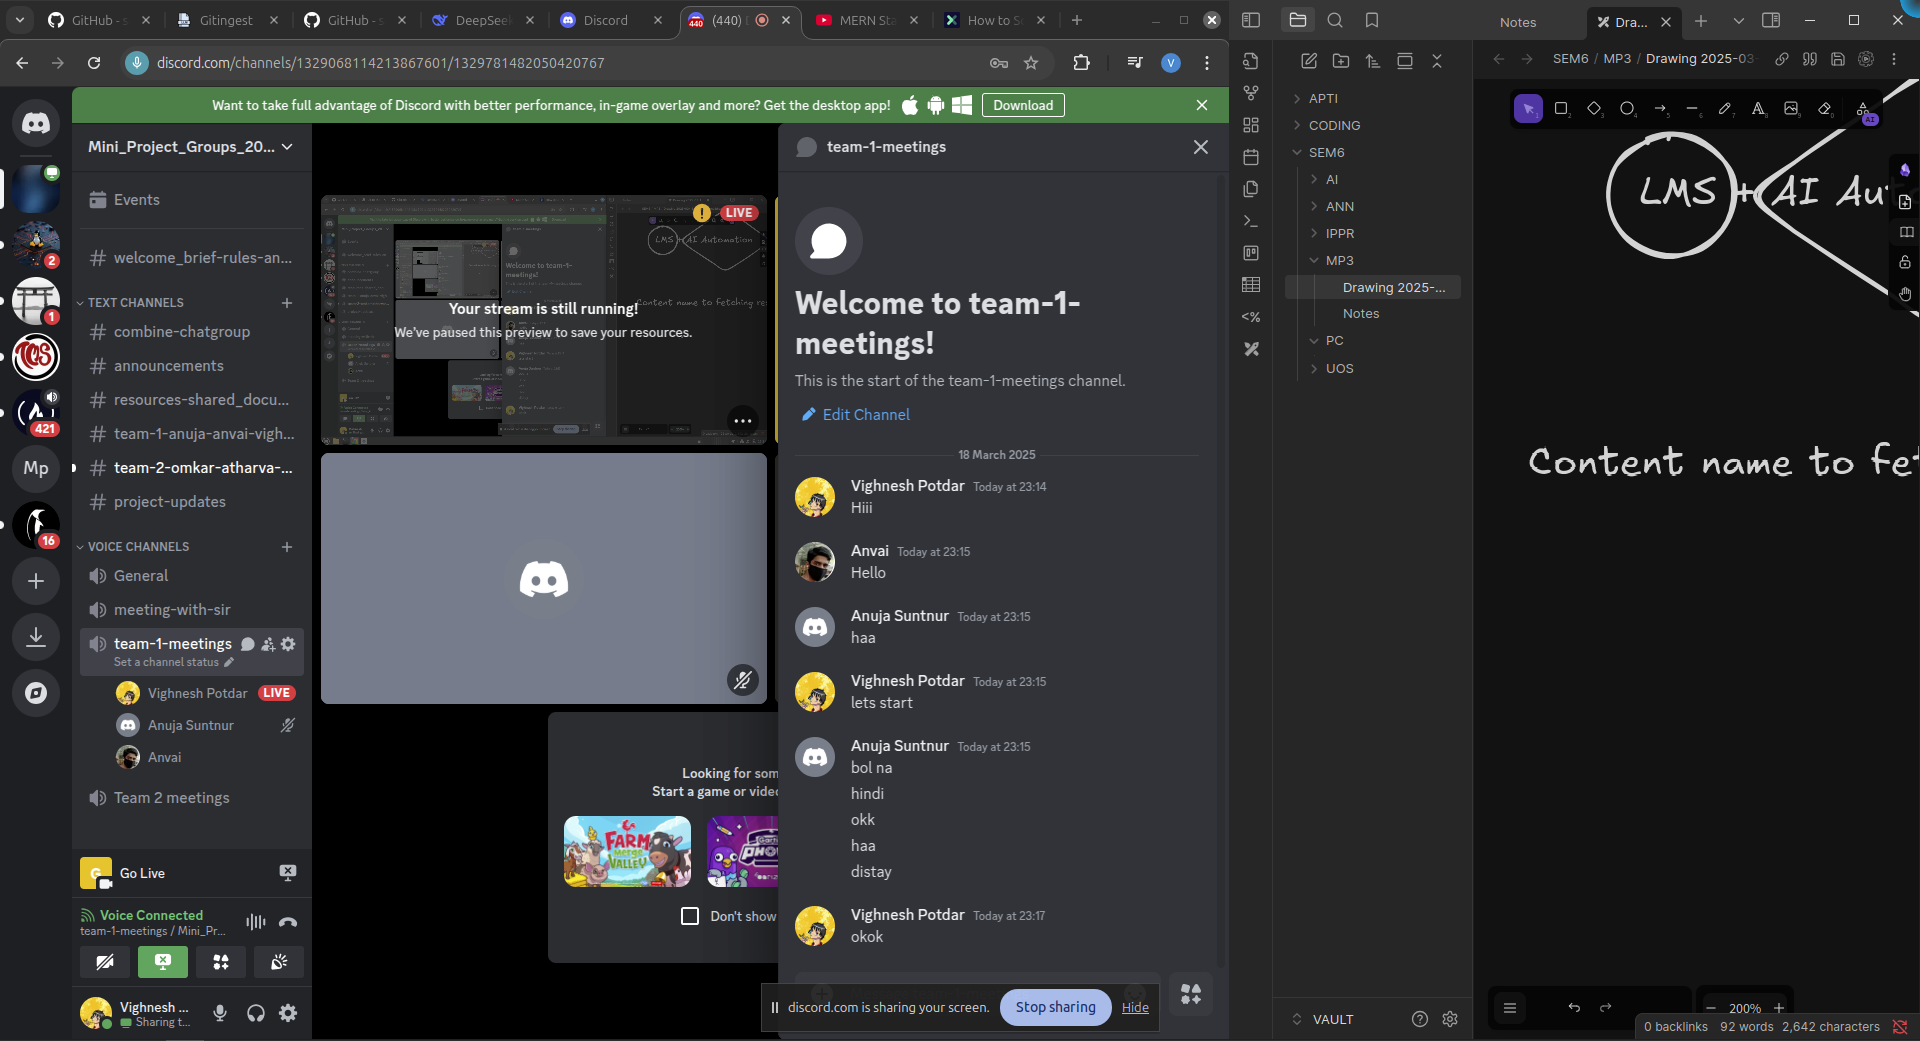 GitHub - s
Gitingest
GitHub - s
DeepSeek
Discord
(440)
MERN Sta
How to S
discord.com/channels/1329068114213867601/1329781482050420767
Want to take full advantage of Discord with better performance, in-game overlay and more? Get the desktop app!
Download
Mini_Project_Groups_20...
Events
welcome_brief-rules-an...
TEXT CHANNELS
combine-chatgroup
announcements
resources-shared_docu...
team-1-anuja-anvai-vigh...
team-2-omkar-atharva-...
project-updates
VOICE CHANNELS
General
meeting-with-sir
team-1-meetings
Set a channel status
Vighnesh Potdar LIVE
Anuja Suntnur
Anvai
Team 2 meetings
Go Live
Voice Connected
team-1-meetings / Mini_Pr...
Vighnesh ...
Sharing t...
2
1
421
Mp
16
LIVE
LMS + AI Automation
Your stream is still running!
We've paused this preview to save your resources.
Looking for som
Start a game or video
FARM
Merge
VALLEY
Don't show
team-1-meetings
Welcome to team-1-
meetings!
This is the start of the team-1-meetings channel.
Edit Channel
18 March 2025
Vighnesh Potdar Today at 23:14
Hiii
Anvai Today at 23:15
Hello
Anuja Suntnur Today at 23:15
haa
Vighnesh Potdar Today at 23:15
lets start
Anuja Suntnur Today at 23:15
bol na
hindi
okk
haa
distay
Vighnesh Potdar Today at 23:17
okok
discord.com is sharing your screen.
Stop sharing
Hide
Notes
Dra...
SEM6 / MP3 / Drawing 2025-03
APTI
CODING
SEM6
AI
ANN
IPPR
MP3
Drawing 2025-...
Notes
PC
UOS
VAULT
LMS + AI Aut
Content name to fet
200%
0 backlinks 92 words 2,642 characters